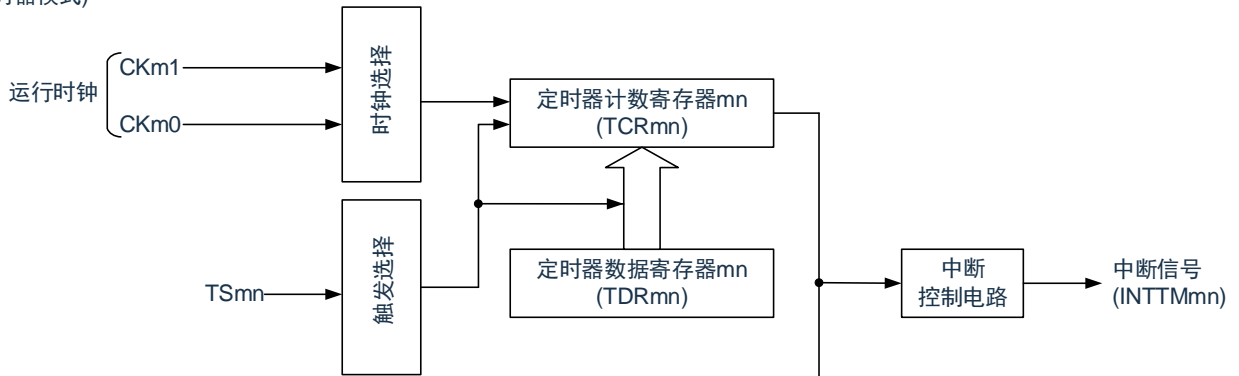 时器模式)
运行时钟
CKm1
CKm0
时钟选择
定时器计数寄存器mn
(TCRmn)
TSmn
触发选择
定时器数据寄存器mn
(TDRmn)
中断
控制电路
中断信号
(INTTMmn)